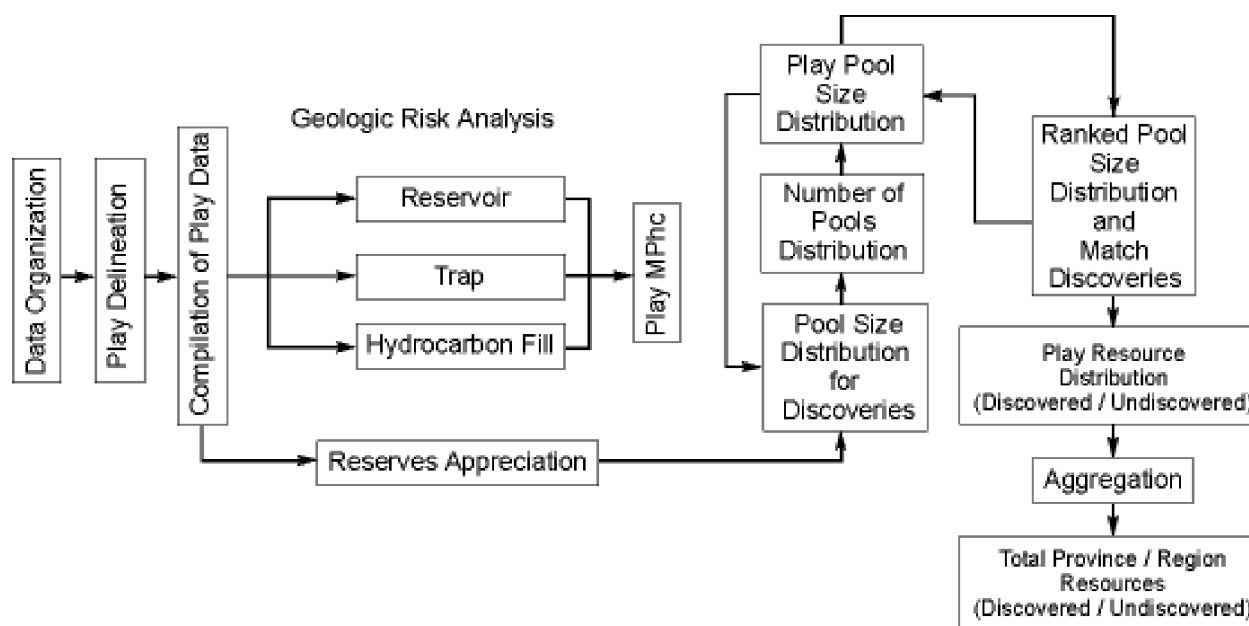 Data Organization
Play Delineation
Compilation of Play Data
Geologic Risk Analysis
Reservoir
Trap
Hydrocarbon Fill
Play MPhc
Reserves Appreciation
Play Pool
Size
Distribution
Number of
Pools
Distribution
Pool Size
Distribution
for
Discoveries
Ranked Pool
Size
Distribution
and
Match
Discoveries
Play Resource
Distribution
(Discovered / Undiscovered)
Aggregation
Total Province / Region
Resources
(Discovered / Undiscovered)